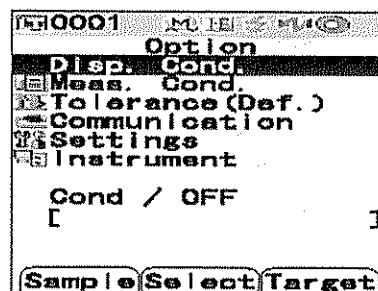 0001
Option
Disp. Cond.
Meas. Cond.
Tolerance(Def.)
Communication
Settings
Instrument
Cond / OFF
[ ]
Sample Select Target